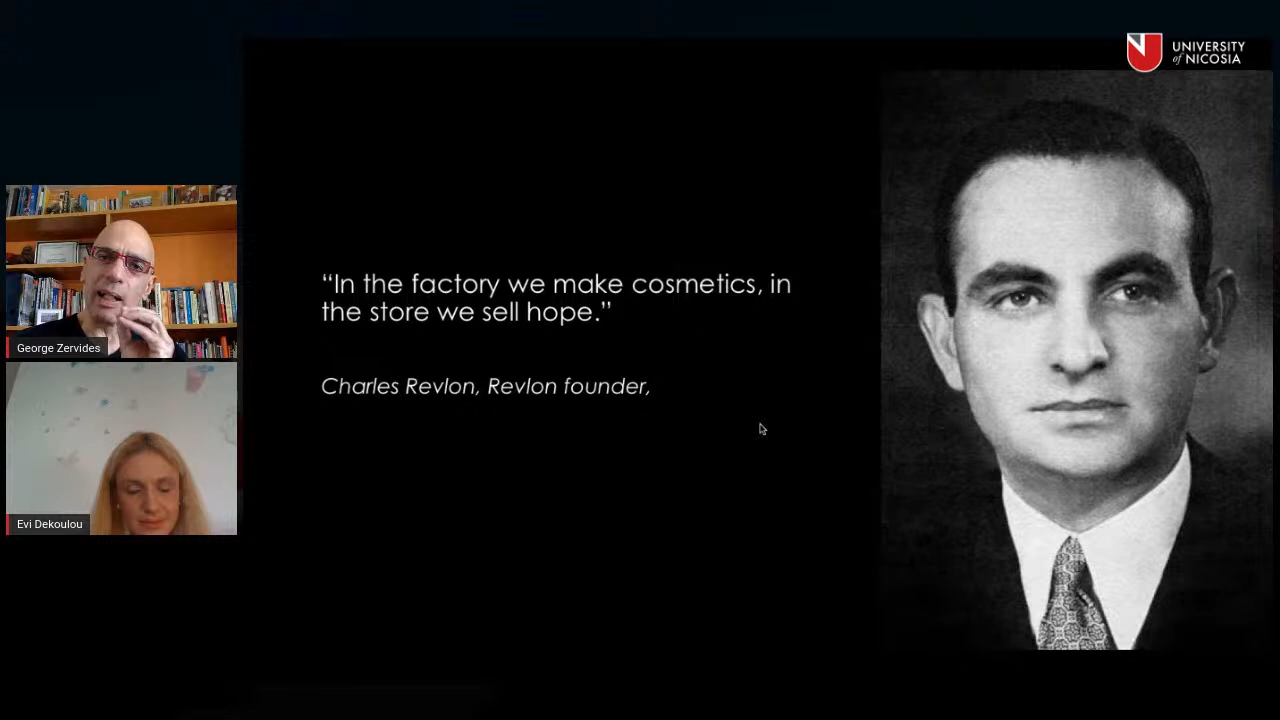 UNIVERSITY
of NICOSIA
“In the factory we make cosmetics, in
the store we sell hope.”
Charles Revlon, Revlon founder,
George Zervides
Evi Dekoulou